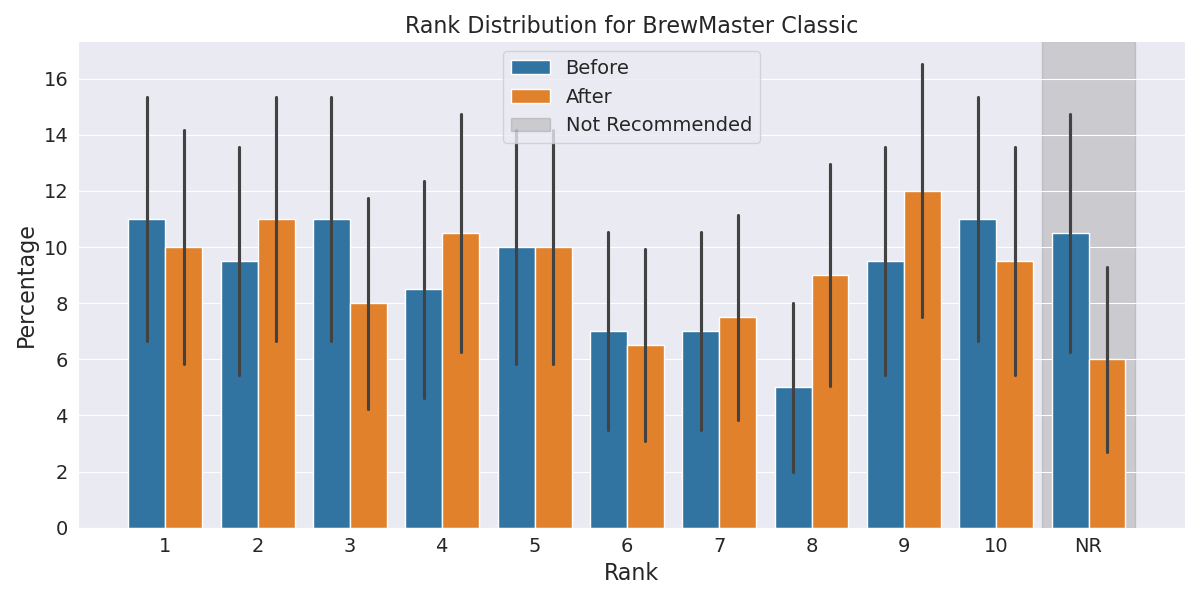 Rank Distribution for BrewMaster Classic
Before
After
Not Recommended
Percentage
16
14
12
10
8
6
4
2
0
1 2 3 4 5 6 7 8 9 10 NR
Rank